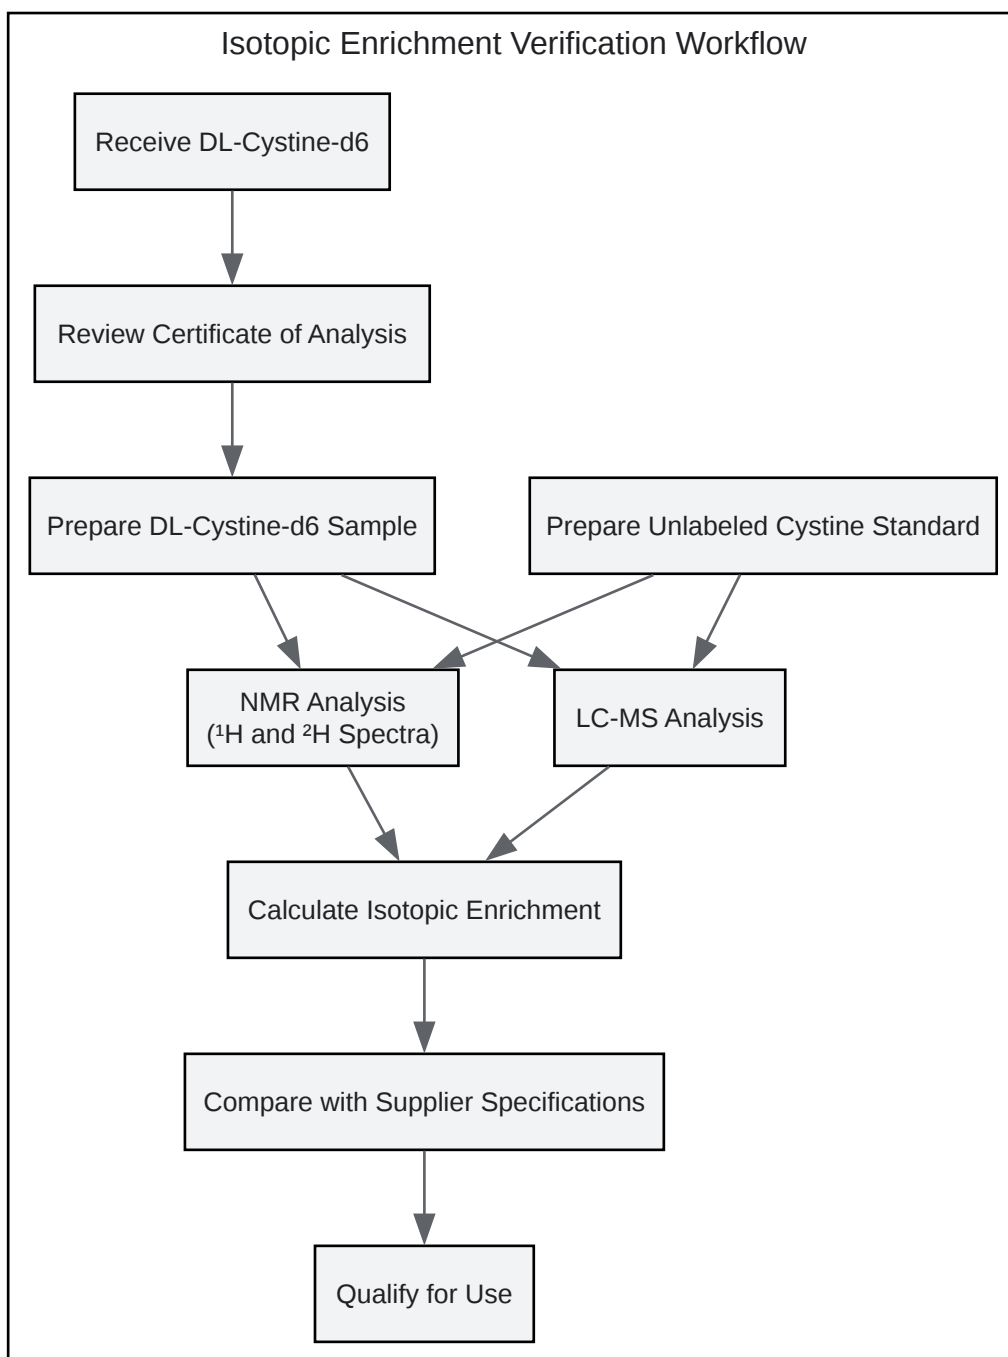 Isotopic Enrichment Verification Workflow
Receive DL-Cystine-d6
Review Certificate of Analysis
Prepare DL-Cystine-d6 Sample
Prepare Unlabeled Cystine Standard
NMR Analysis
(¹H and ²H Spectra)
LC-MS Analysis
Calculate Isotopic Enrichment
Compare with Supplier Specifications
Qualify for Use